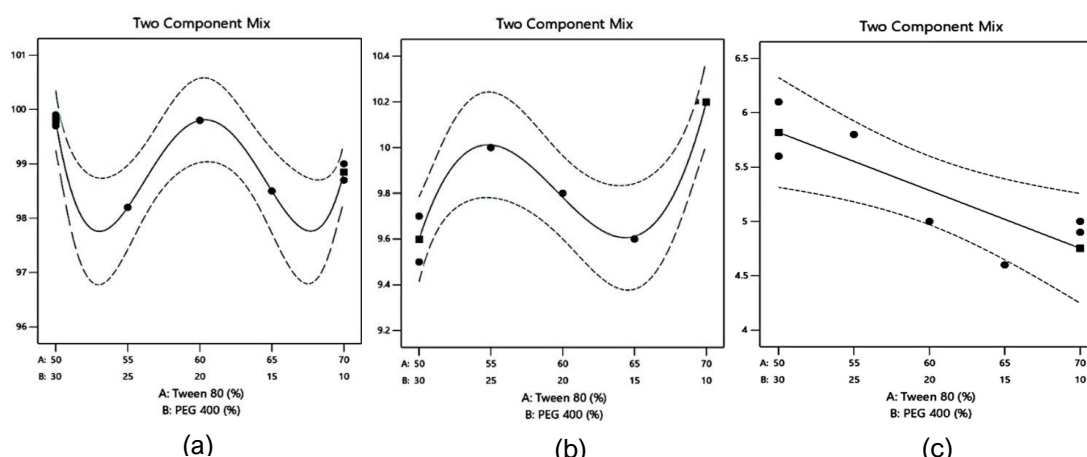 Two Component Mix
101
100
99
98
97
96
A: 50 55 60 65 70
B: 30 25 20 15 10
A: Tween 80 (%)
B: PEG 400 (%)
(a)
Two Component Mix
10.4
10.2
10
9.8
9.6
9.4
9.2
A: 50 55 60 65 70
B: 30 25 20 15 10
A: Tween 80 (%)
B: PEG 400 (%)
(b)
Two Component Mix
6.5
6
5.5
5
4.5
4
A: 50 55 60 65 70
B: 30 25 20 15 10
A: Tween 80 (%)
B: PEG 400 (%)
(c)